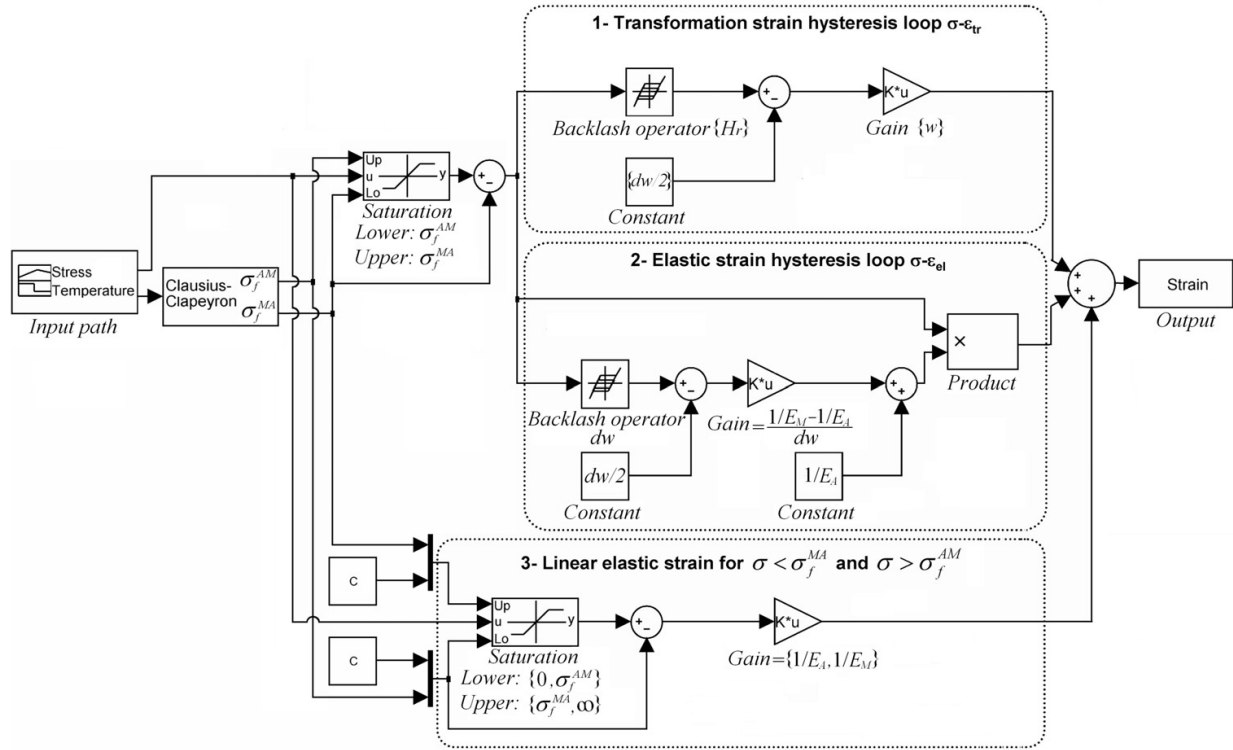 1- Transformation strain hysteresis loop σ-εtr
+
−
K*u
Backlash operator {Hr}
Gain {w}
{dw/2}
Constant
Up
u
Lo
y
+
−
Saturation
Lower: σf^AM
Upper: σf^MA
Stress
Temperature
Input path
Clausius-
Clapeyron
σf^AM
σf^MA
2- Elastic strain hysteresis loop σ-εel
+
+
+
Strain
Output
×
Product
+
−
K*u
+
+
Backlash operator
dw
Gain=(1/EM−1/EA)/dw
dw/2
Constant
1/EA
Constant
3- Linear elastic strain for σ<σf^MA and σ>σf^AM
C
Up
u
Lo
y
+
−
K*u
C
Saturation
Lower: {0,σf^AM}
Upper: {σf^MA,∞}
Gain={1/EA,1/EM}